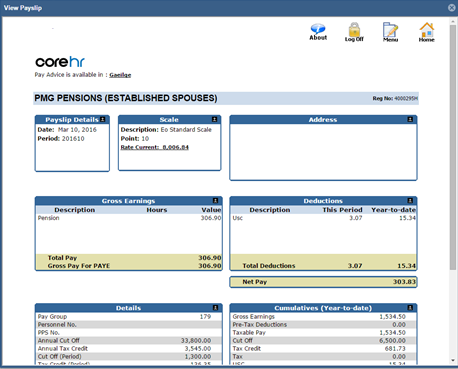 View Payslip
About
Log Off
Menu
Home
corehr
Pay Advice is available in : Gaeilge
PMG PENSIONS (ESTABLISHED SPOUSES)
Reg No: 4000295H
Payslip Details
Date: Mar 10, 2016
Period: 201610
Scale
Description: Eo Standard Scale
Point: 10
Rate Current: 8,006.84
Address
Gross Earnings
Description Hours Value
Pension 306.90
Total Pay 306.90
Gross Pay For PAYE 306.90
Deductions
Description This Period Year-to-date
Usc 3.07 15.34
Total Deductions 3.07 15.34
Net Pay 303.83
Details
Pay Group 179
Personnel No.
PPS No.
Annual Cut Off 33,800.00
Annual Tax Credit 3,545.00
Cut Off (Period) 1,300.00
Tax Credit (Period) 136.35
Cumulatives (Year-to-date)
Gross Earnings 1,534.50
Pre-Tax Deductions 0.00
Taxable Pay 1,534.50
Cut Off 6,500.00
Tax Credit 681.73
Tax 0.00
USC 15.34